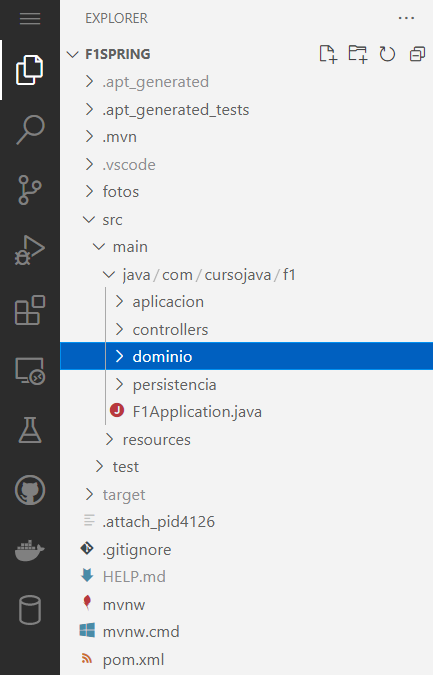 EXPLORER
F1SPRING
.apt_generated
.apt_generated_tests
.mvn
.vscode
fotos
src
main
java / com / cursojava / f1
aplicacion
controllers
dominio
persistencia
J F1Application.java
resources
test
target
.attach_pid4126
.gitignore
HELP.md
mvnw
mvnw.cmd
pom.xml